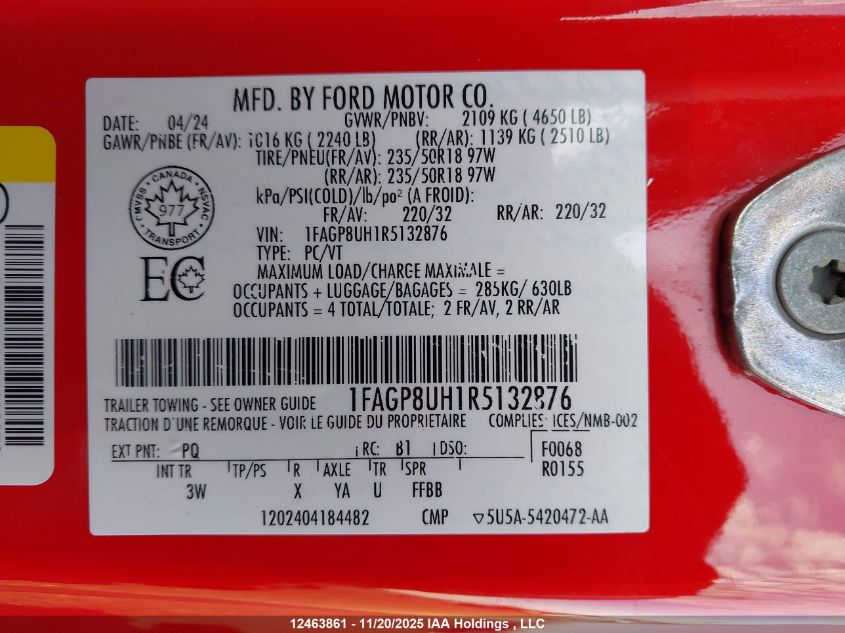 MFD. BY FORD MOTOR CO.
DATE: 04/24 GVWR/PNBV: 2109 KG ( 4650 LB)
GAWR/PNBE (FR/AV): 1016 KG ( 2240 LB) (RR/AR): 1139 KG ( 2510 LB)
TIRE/PNEU(FR/AV): 235/50R18 97W
(RR/AR): 235/50R18 97W
kPa/PSI(COLD)/lb/po² (A FROID):
FR/AV: 220/32 RR/AR: 220/32
CANADA
MVSS NSVAC
977
TRANSPORT
VIN: 1FAGP8UH1R5132876
TYPE: PC/VT
EC
MAXIMUM LOAD/CHARGE MAXIMALE =
OCCUPANTS + LUGGAGE/BAGAGES = 285KG/ 630LB
OCCUPANTS = 4 TOTAL/TOTALE; 2 FR/AV, 2 RR/AR
1FAGP8UH1R5132876
TRAILER TOWING - SEE OWNER GUIDE
TRACTION D'UNE REMORQUE - VOIR LE GUIDE DU PROPRIETAIRE COMPLIES: ICES/NMB-002
EXT PNT: PQ RC: B1 DSO: F0068
R0155
INT TR TP/PS R AXLE TR SPR
3W X YA U FFBB
1202404184482 CMP ▽5U5A-5420472-AA
12463861 - 11/20/2025 IAA Holdings , LLC